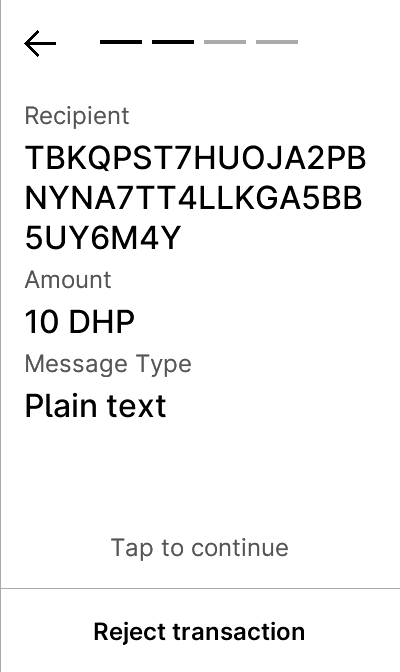 Recipient
TBKQPST7HUOJA2PB
NYNA7TT4LLKGA5BB
5UY6M4Y
Amount
10 DHP
Message Type
Plain text
Tap to continue
Reject transaction